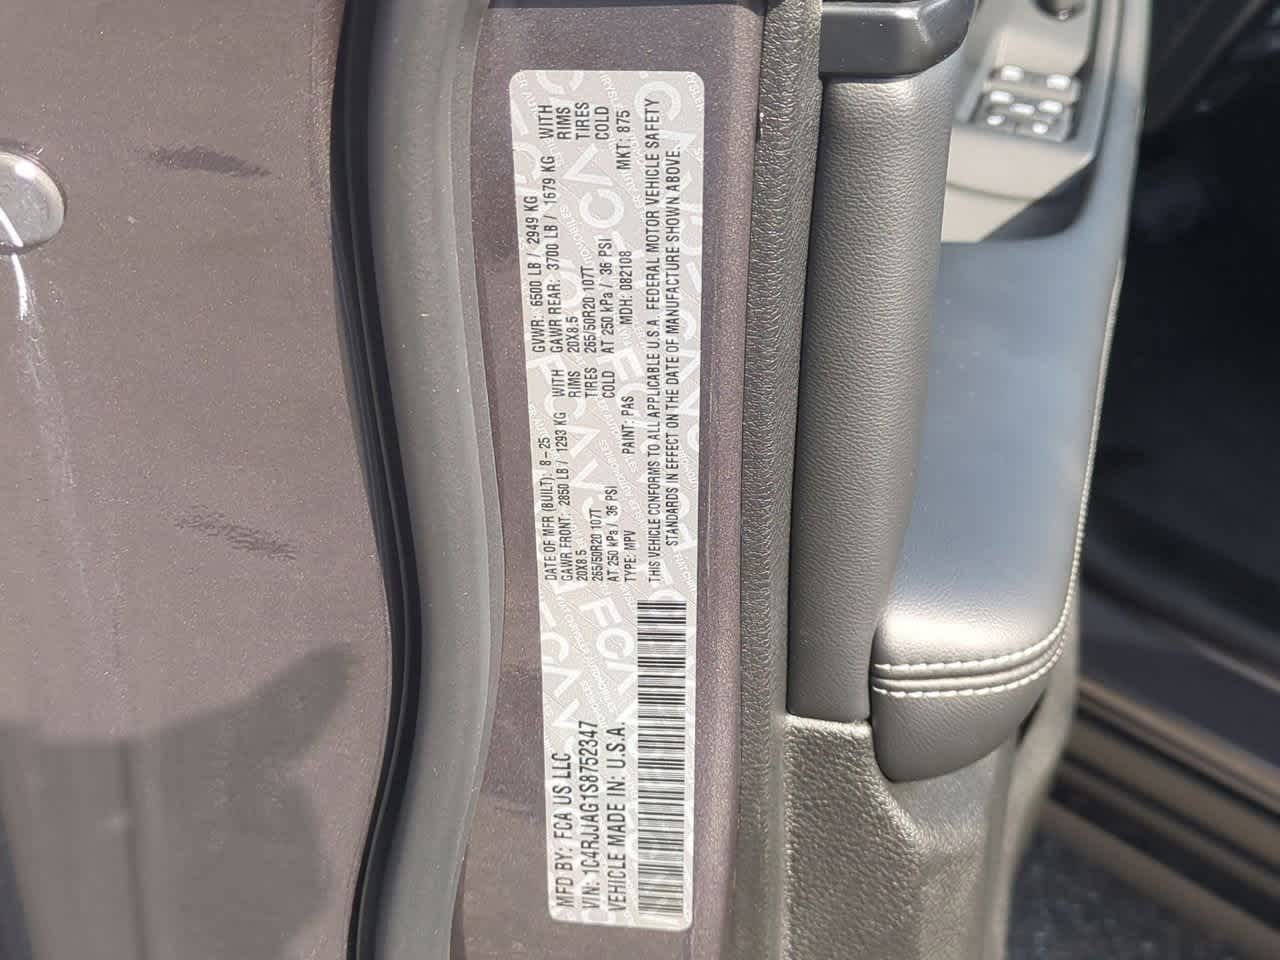 MFD BY: FCA US LLC
DATE OF MFR (BUILT): 8-25 GVWR: 6500 LB / 2949 KG
GAWR FRONT: 2850 LB / 1293 KG WITH GAWR REAR: 3700 LB / 1679 KG WITH
20X8.5 RIMS 20X8.5 RIMS
265/50R20 107T TIRES 265/50R20 107T TIRES
AT 250 kPa / 36 PSI COLD AT 250 kPa / 36 PSI COLD
VIN: 1C4RJJAG1S8752347
TYPE: MPV PAINT: PAS MDH: 082108 MKT: 875
VEHICLE MADE IN: U.S.A.
THIS VEHICLE CONFORMS TO ALL APPLICABLE U.S.A. FEDERAL MOTOR VEHICLE SAFETY
STANDARDS IN EFFECT ON THE DATE OF MANUFACTURE SHOWN ABOVE.